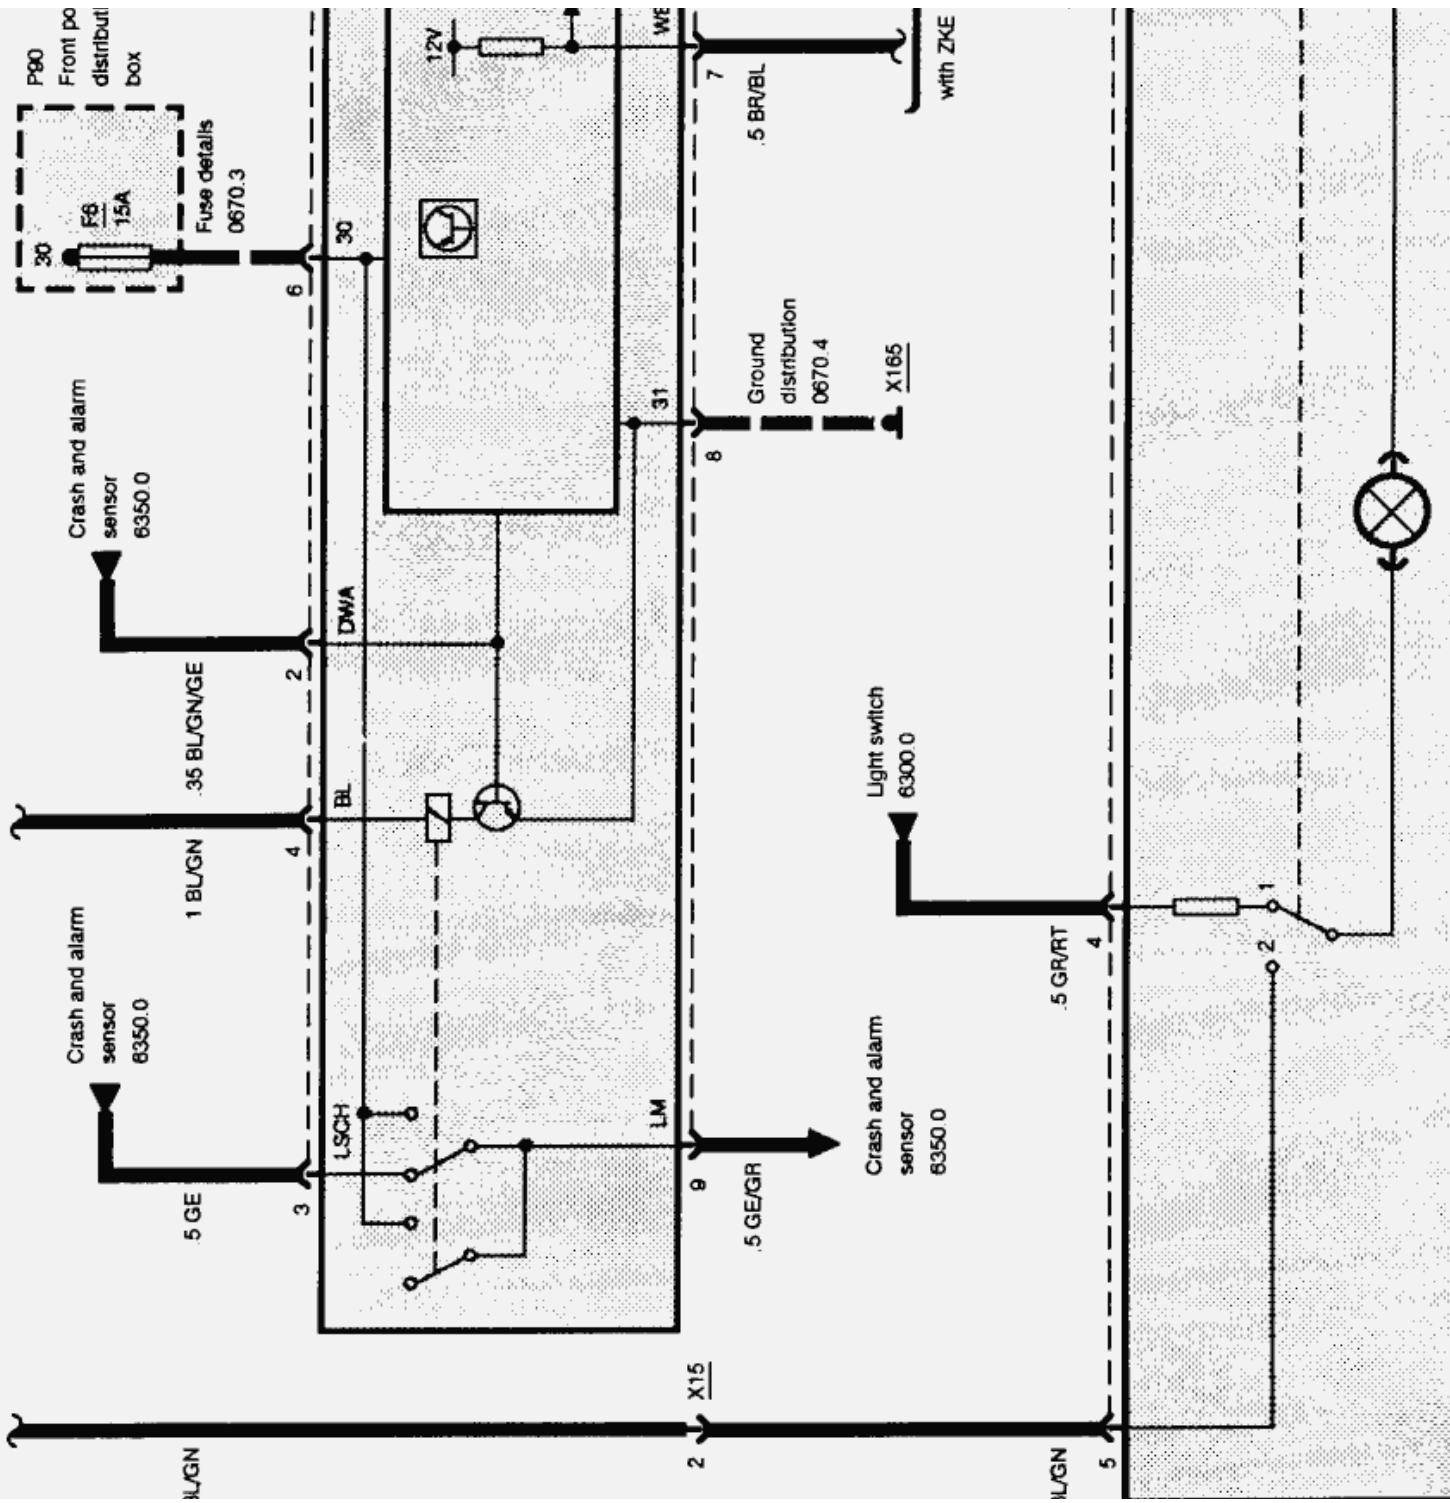 P90
Front po
distributi
box
30
F6
15A
Fuse details
0670.3
6
30
12V
7
.5 BR/BL
with ZKE
Crash and alarm
sensor
6350.0
.35 BL/GN/GE
2
DWA
31
8
Ground
distribution
0670.4
X165
1 BL/GN
4
BL
Light switch
6300.0
.5 GR/RT
4
1
2
Crash and alarm
sensor
6350.0
.5 GE
3
LSCH
LM
9
.5 GE/GR
Crash and alarm
sensor
6350.0
BL/GN
2
X15
BL/GN
5